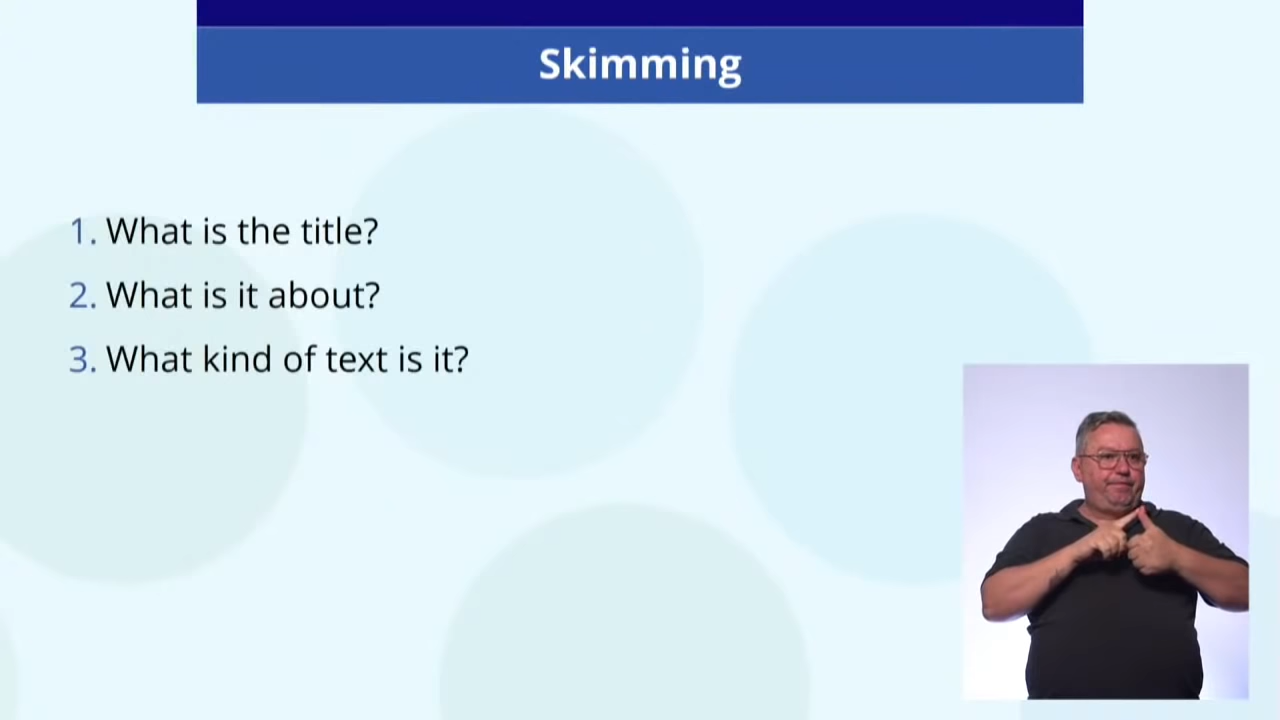 Skimming
1. What is the title?
2. What is it about?
3. What kind of text is it?